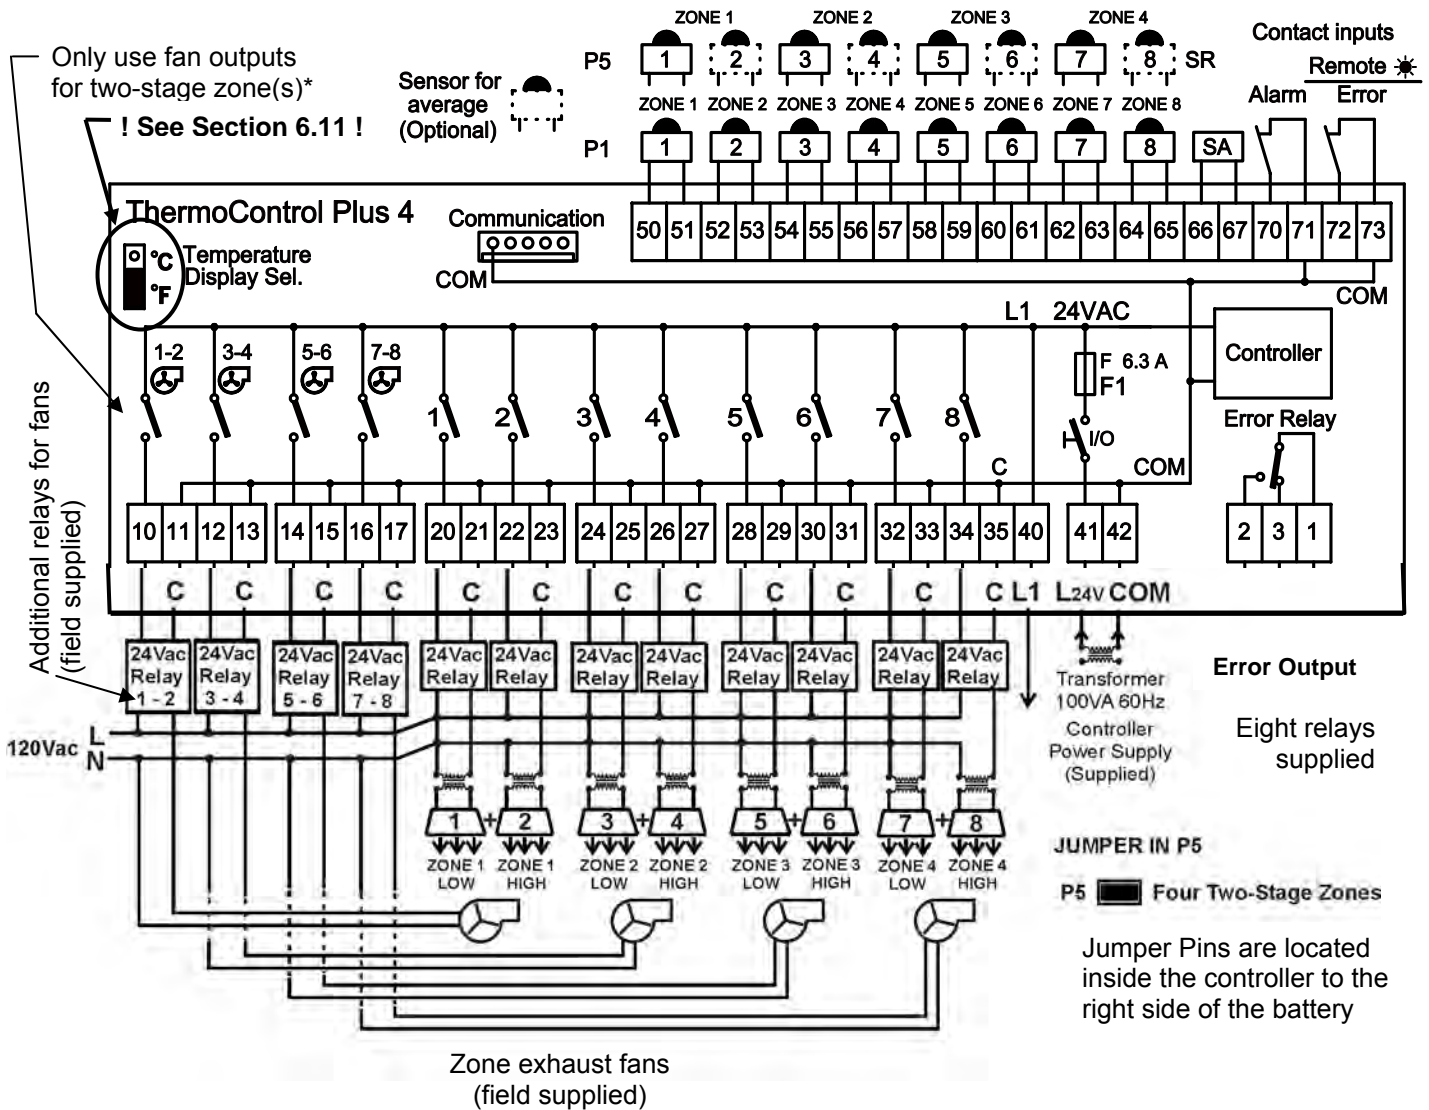 ZONE 1 ZONE 2 ZONE 3 ZONE 4
P5 1 2 3 4 5 6 7 8 SR
Contact inputs
Remote
Alarm Error
Only use fan outputs
for two-stage zone(s)*
! See Section 6.11 !
Sensor for
average
(Optional)
ZONE 1 ZONE 2 ZONE 3 ZONE 4 ZONE 5 ZONE 6 ZONE 7 ZONE 8
P1 1 2 3 4 5 6 7 8 SA
ThermoControl Plus 4
Communication
COM
50 51 52 53 54 55 56 57 58 59 60 61 62 63 64 65 66 67 70 71 72 73
COM
°C
°F
Temperature
Display Sel.
L1 24VAC
Controller
F 6.3 A
F1
I/O
1-2 3-4 5-6 7-8
1 2 3 4 5 6 7 8
Error Relay
C
COM
10 11 12 13 14 15 16 17 20 21 22 23 24 25 26 27 28 29 30 31 32 33 34 35 40 41 42 2 3 1
C C C C C C C C C C C C L1 L24V COM
Additional relays for fans
(field supplied)
24Vac Relay 1 - 2
24Vac Relay 3 - 4
24Vac Relay 5 - 6
24Vac Relay 7 - 8
24Vac Relay
24Vac Relay
24Vac Relay
24Vac Relay
24Vac Relay
24Vac Relay
24Vac Relay
24Vac Relay
Transformer
100VA 60Hz
Controller
Power Supply
(Supplied)
Error Output
Eight relays
supplied
120Vac L
N
1 + 2 3 + 4 5 + 6 7 + 8
ZONE 1 LOW
ZONE 1 HIGH
ZONE 2 LOW
ZONE 2 HIGH
ZONE 3 LOW
ZONE 3 HIGH
ZONE 4 LOW
ZONE 4 HIGH
JUMPER IN P5
P5 Four Two-Stage Zones
Jumper Pins are located
inside the controller to the
right side of the battery
Zone exhaust fans
(field supplied)